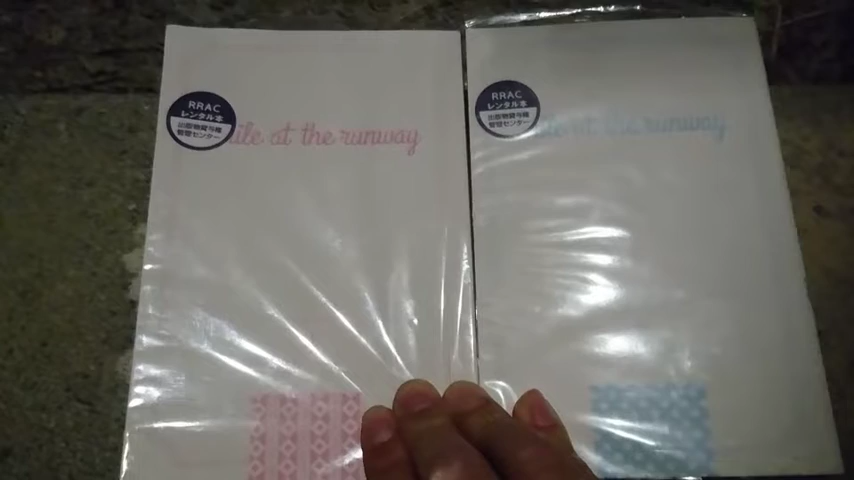 RRAC
レンタル本
出版物貸与権
管理センター
ile at the runway
RRAC
レンタル本
出版物貸与権
管理センター
the runway